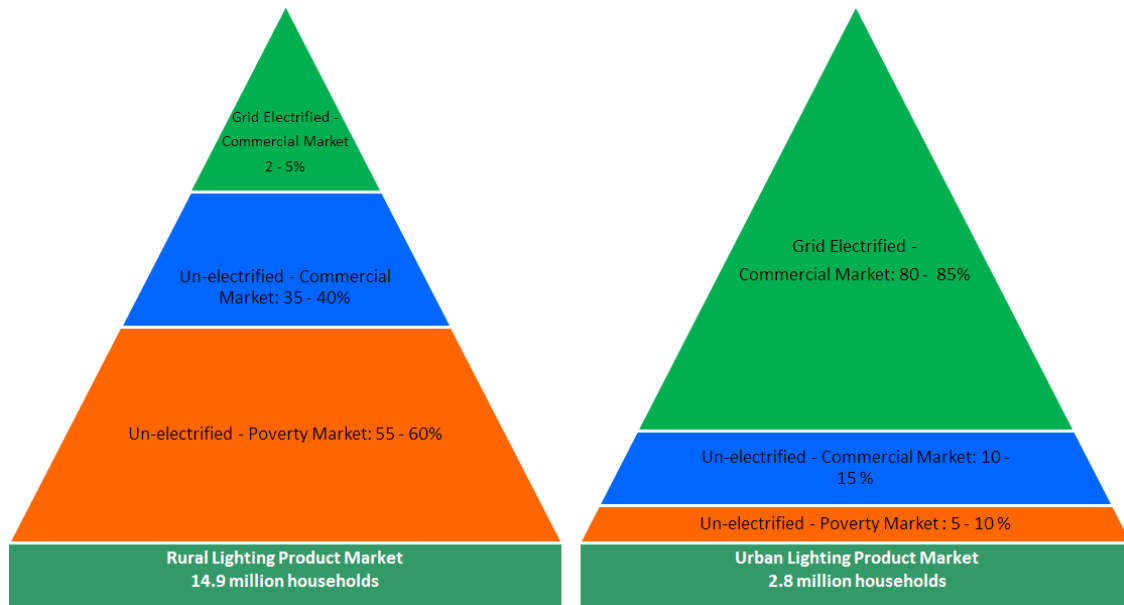 Grid Electrified -
Commercial Market
2 - 5%
Un-electrified - Commercial
Market: 35 - 40%
Un-electrified - Poverty Market: 55 - 60%
Rural Lighting Product Market
14.9 million households
Grid Electrified -
Commercial Market: 80 - 85%
Un-electrified - Commercial Market: 10 -
15 %
Un-electrified - Poverty Market : 5 - 10 %
Urban Lighting Product Market
2.8 million households